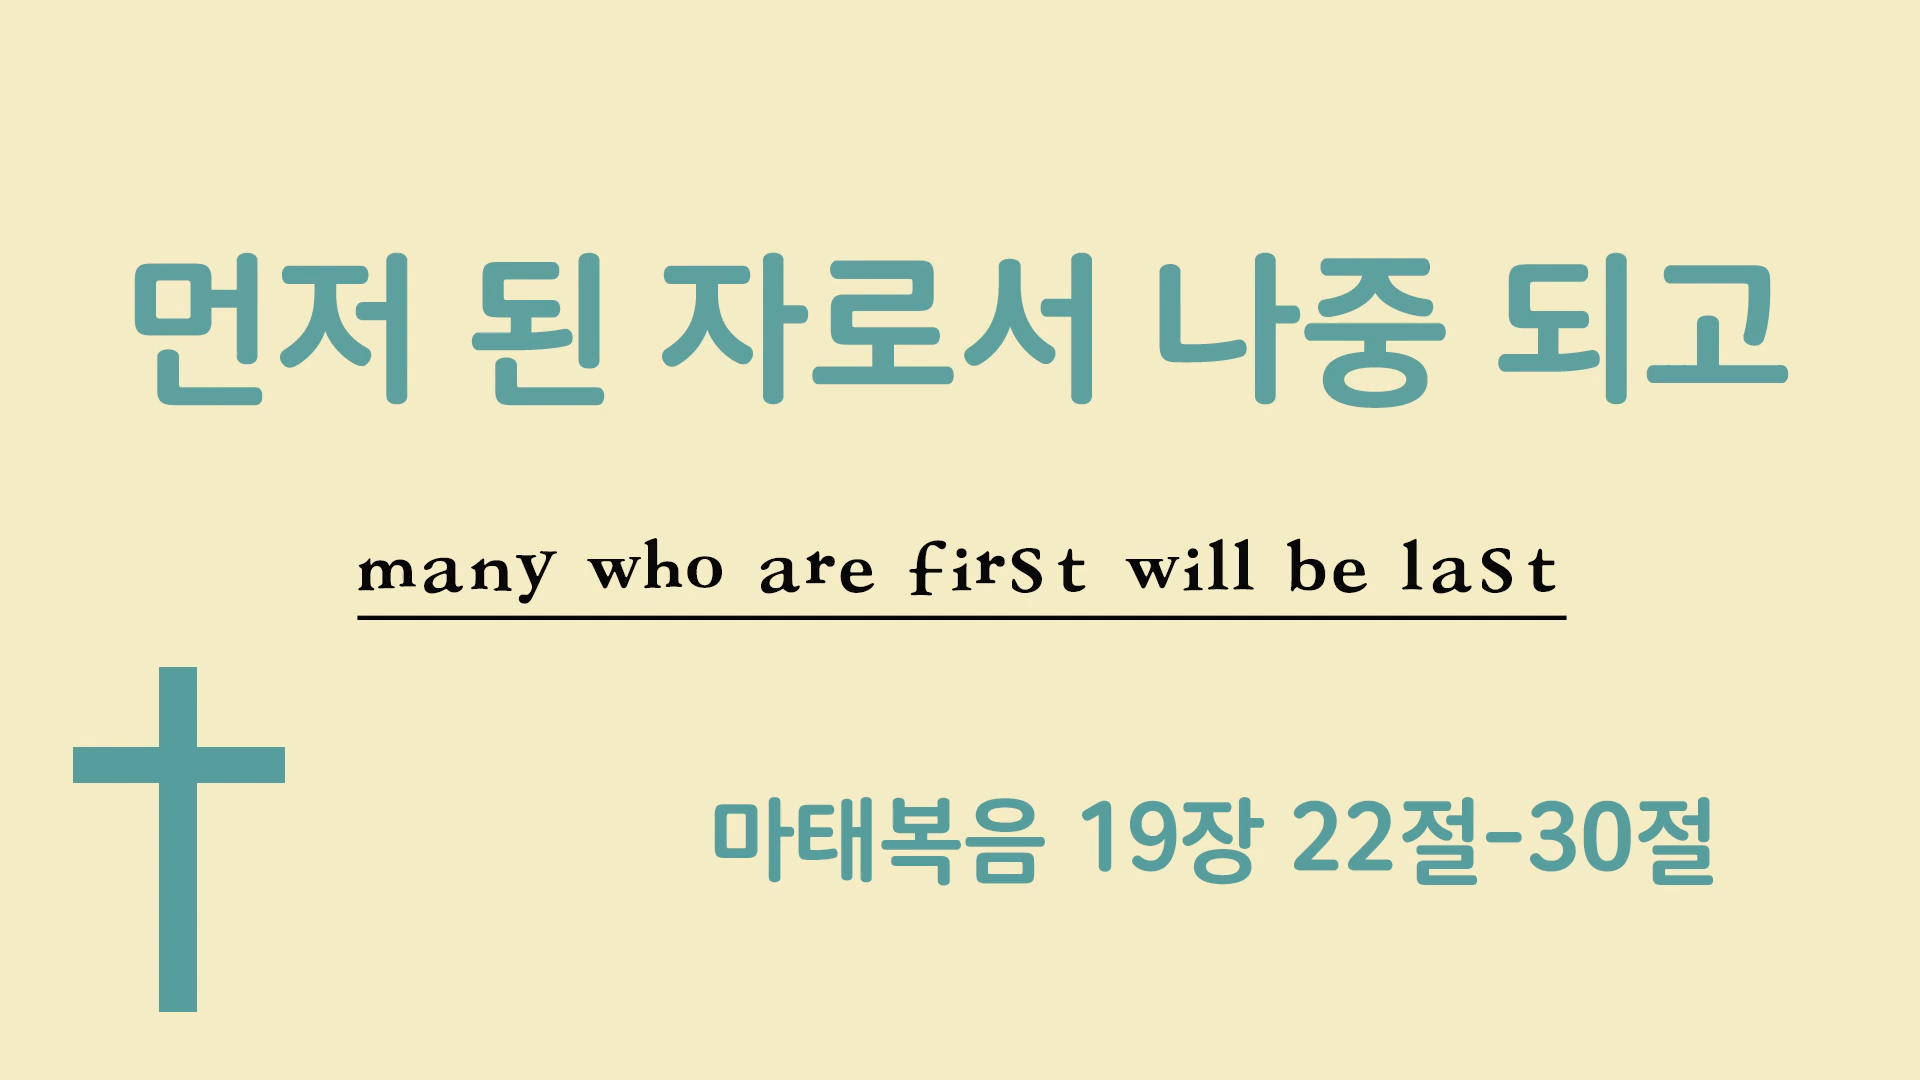 먼저 된 자로서 나중 되고
many who are first will be last
마태복음 19장 22절-30절